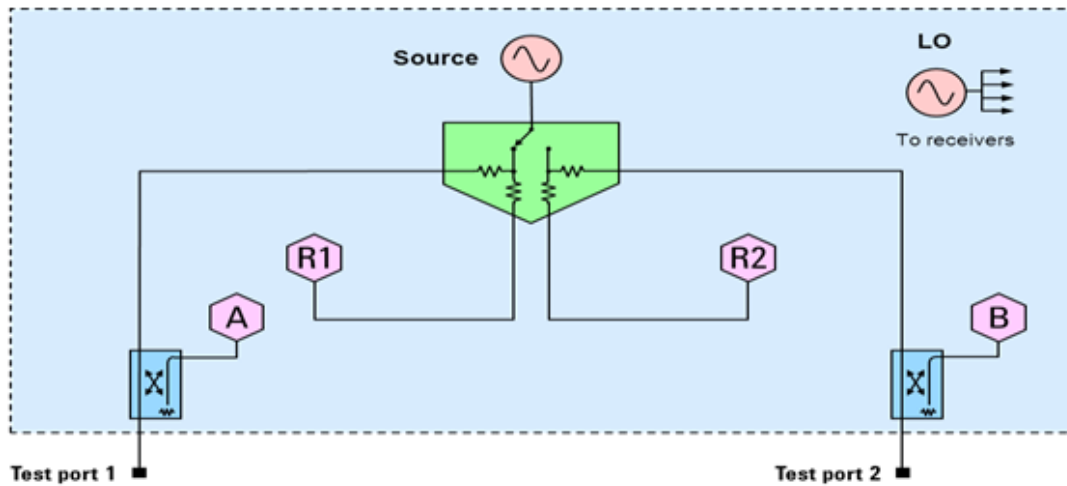 Source
LO
To receivers
R1
R2
A
B
Test port 1
Test port 2